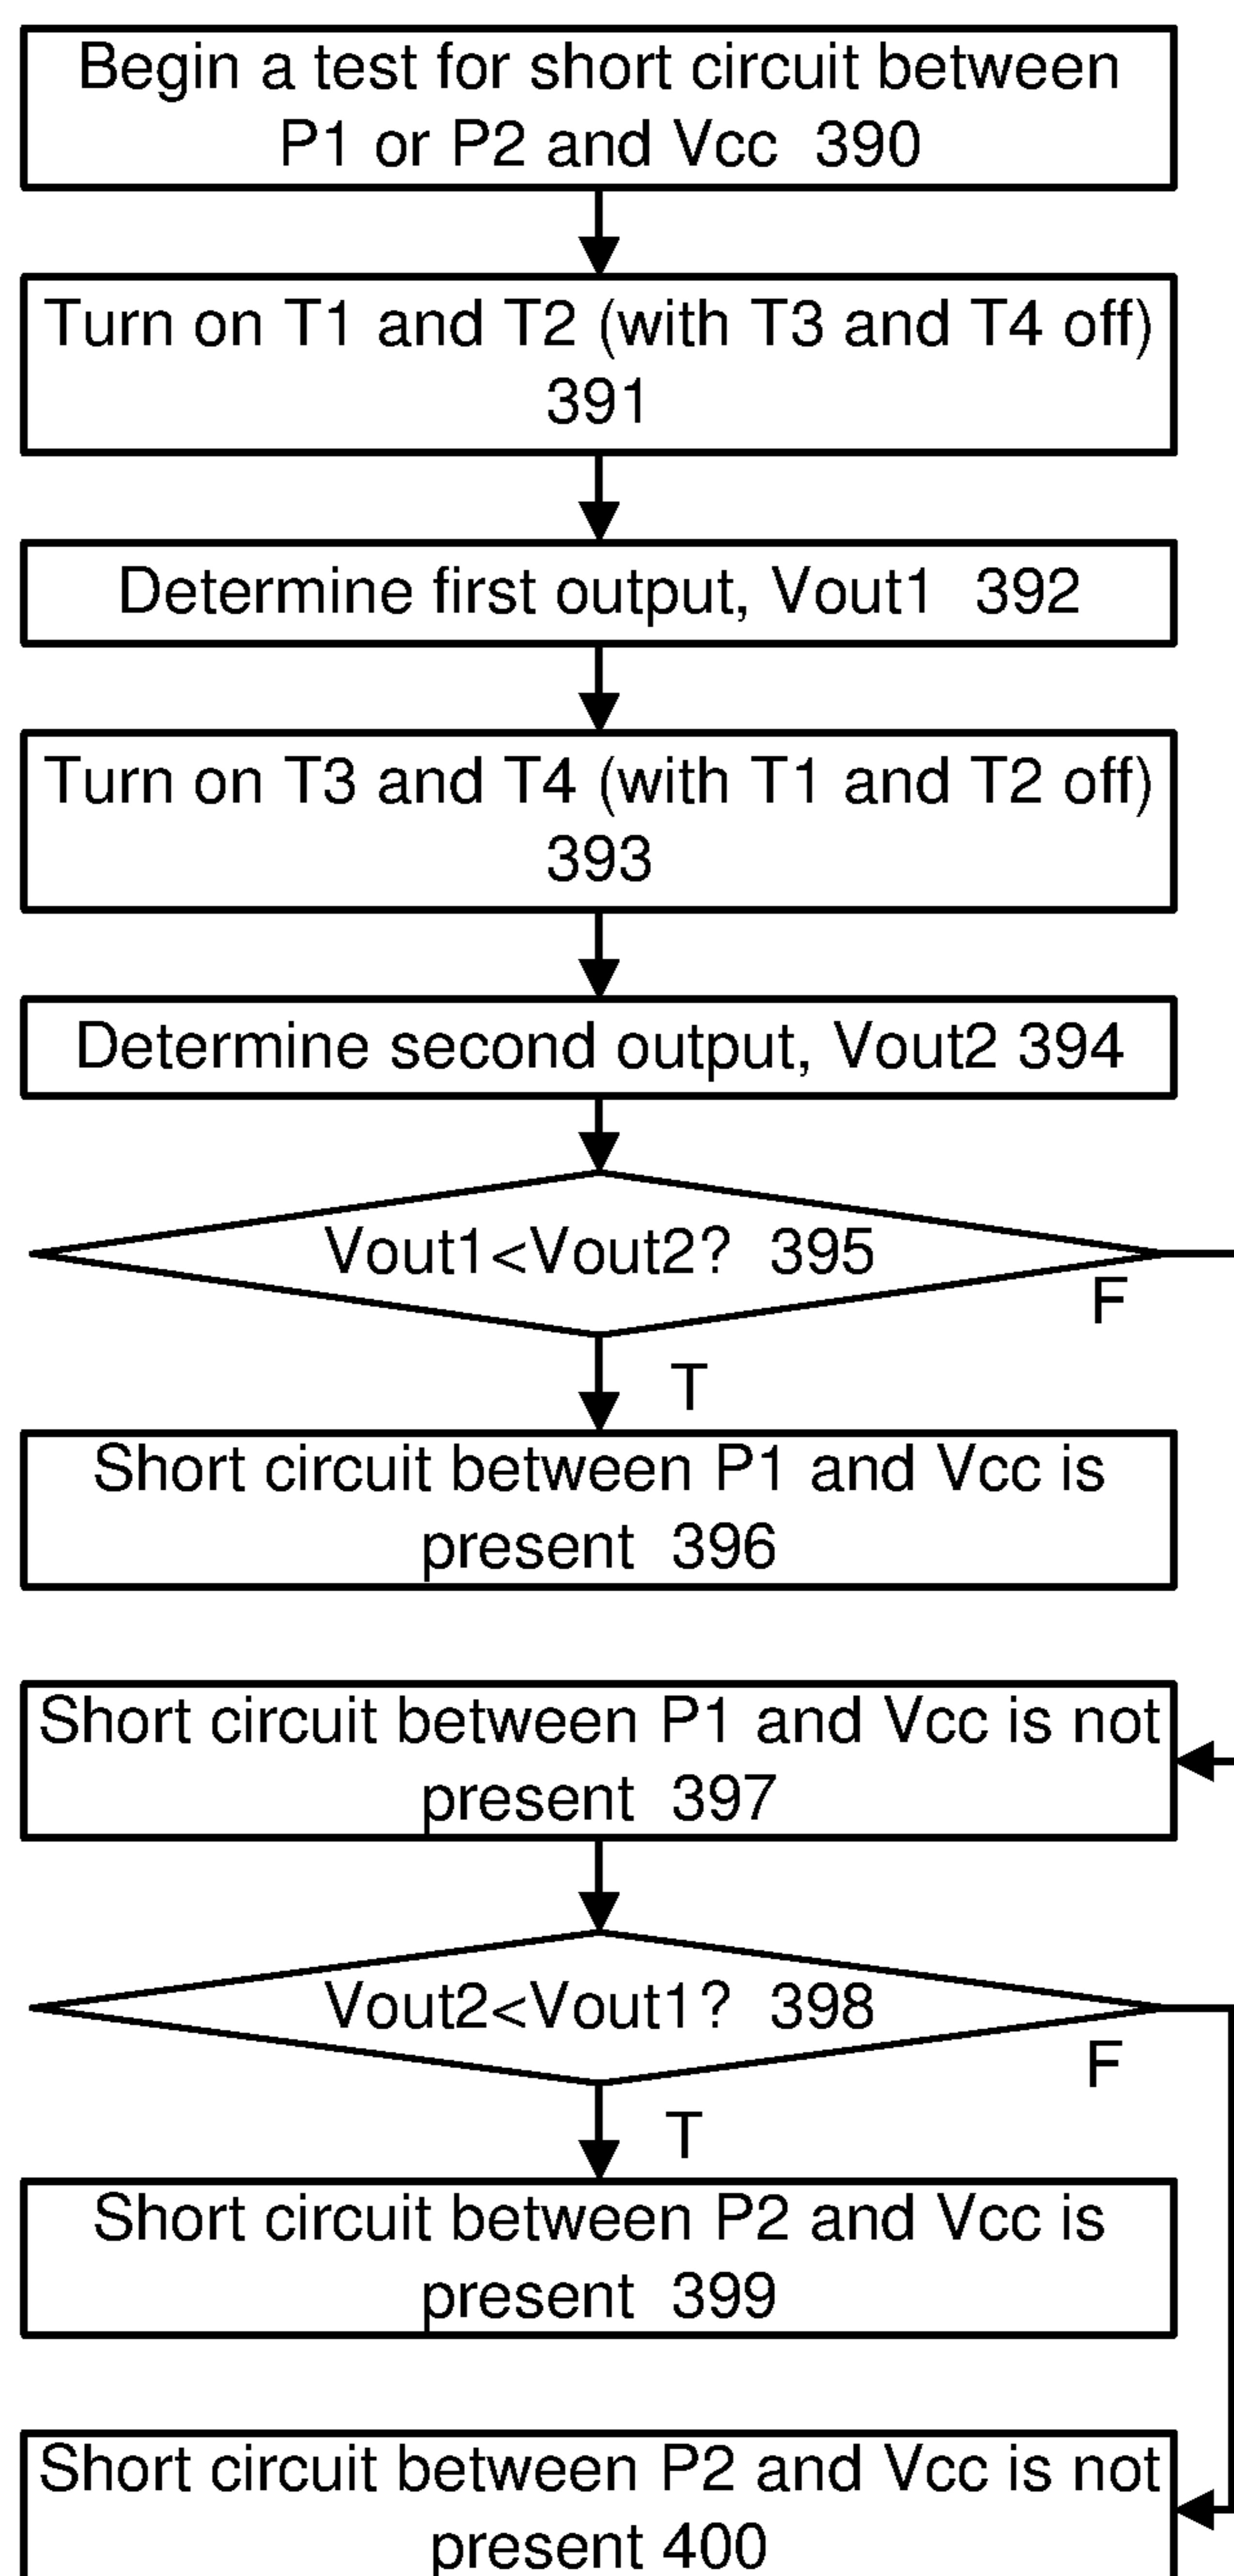 Begin a test for short circuit between
P1 or P2 and Vcc 390
Turn on T1 and T2 (with T3 and T4 off)
391
Determine first output, Vout1 392
Turn on T3 and T4 (with T1 and T2 off)
393
Determine second output, Vout2 394
Vout1<Vout2? 395
F
T
Short circuit between P1 and Vcc is
present 396
Short circuit between P1 and Vcc is not
present 397
Vout2<Vout1? 398
F
T
Short circuit between P2 and Vcc is
present 399
Short circuit between P2 and Vcc is not
present 400